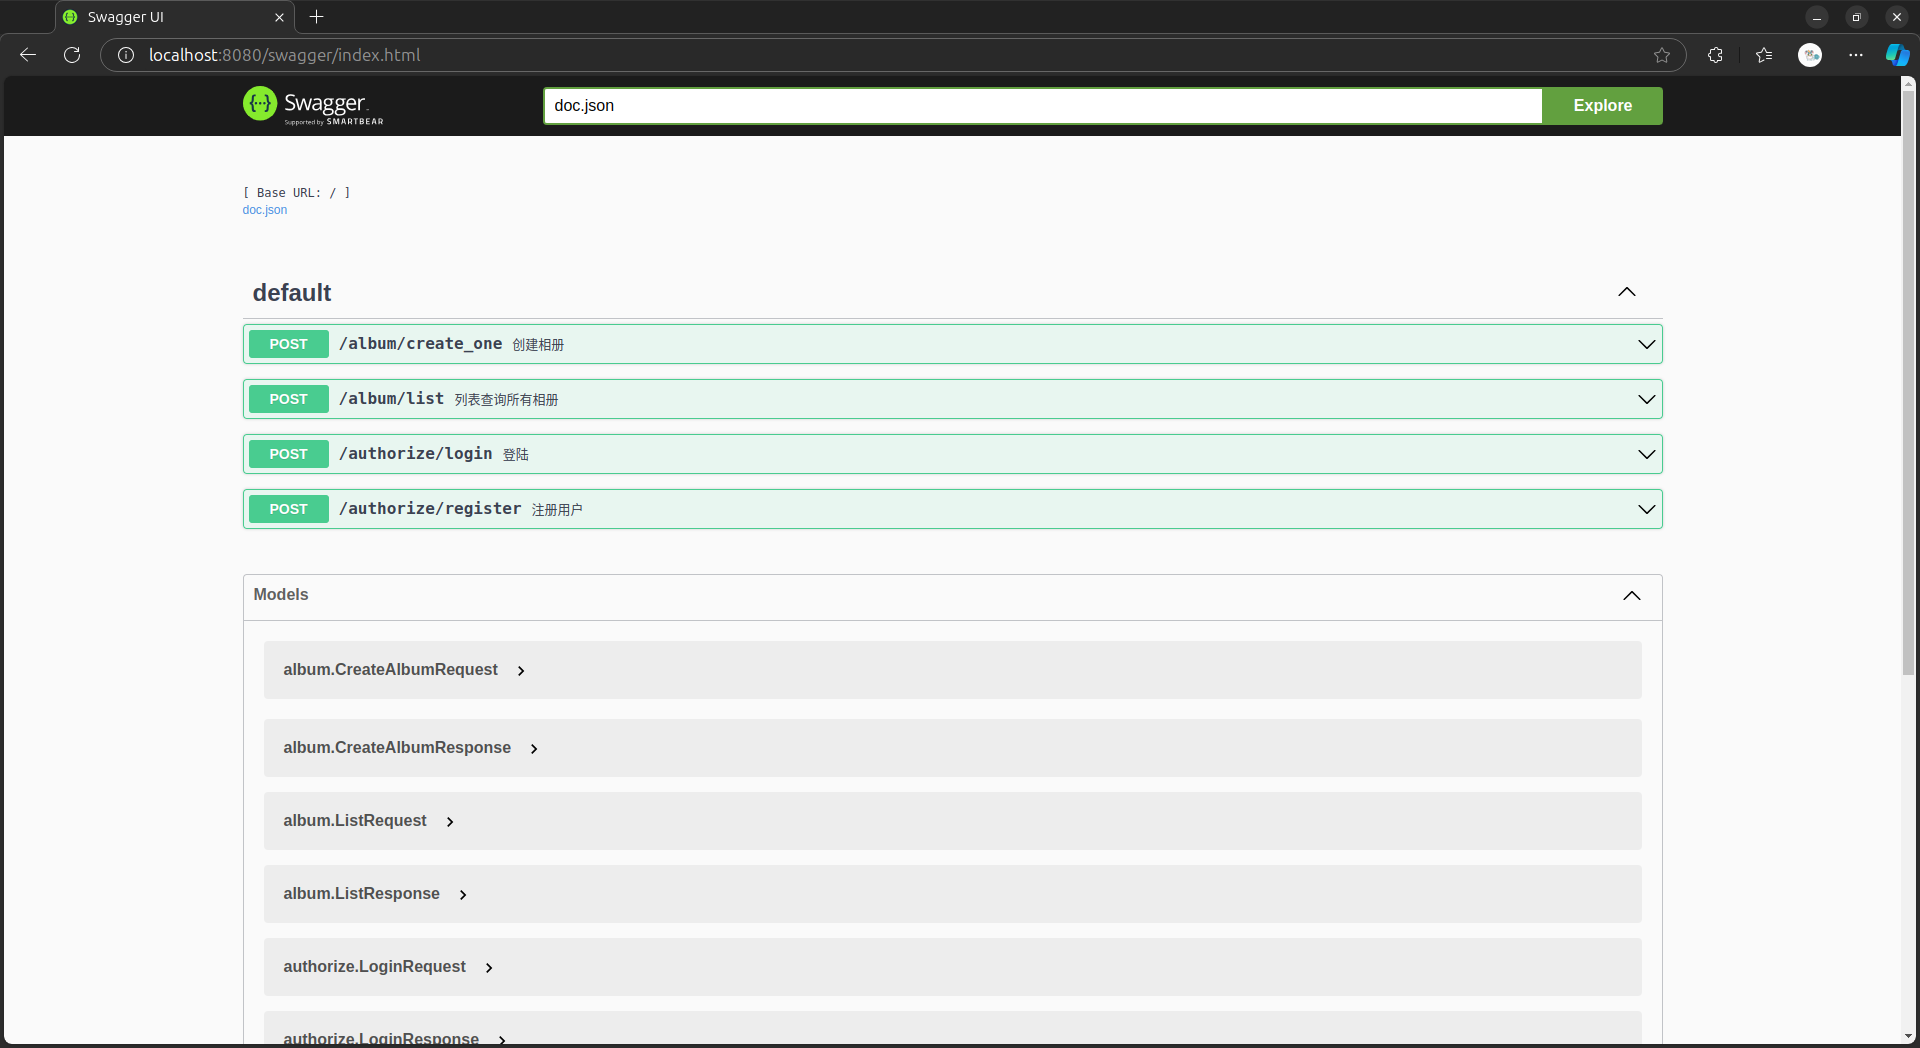 Swagger UI
localhost:8080/swagger/index.html
Swagger
Supported by SMARTBEAR
doc.json
Explore
[ Base URL: / ]
doc.json
default
POST /album/create_one 创建相册
POST /album/list 列表查询所有相册
POST /authorize/login 登陆
POST /authorize/register 注册用户
Models
album.CreateAlbumRequest
album.CreateAlbumResponse
album.ListRequest
album.ListResponse
authorize.LoginRequest
authorize.LoginResponse